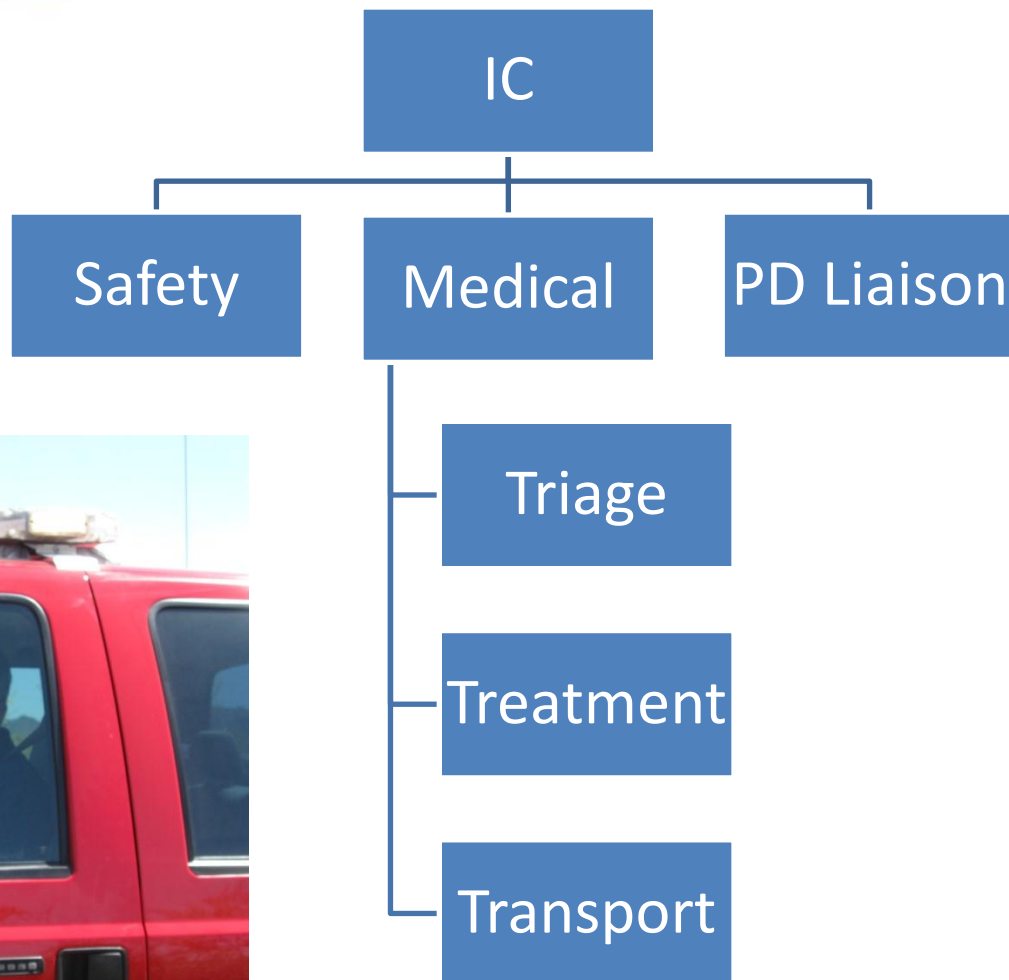 IC
Safety
Medical
PD Liaison
Triage
Treatment
Transport